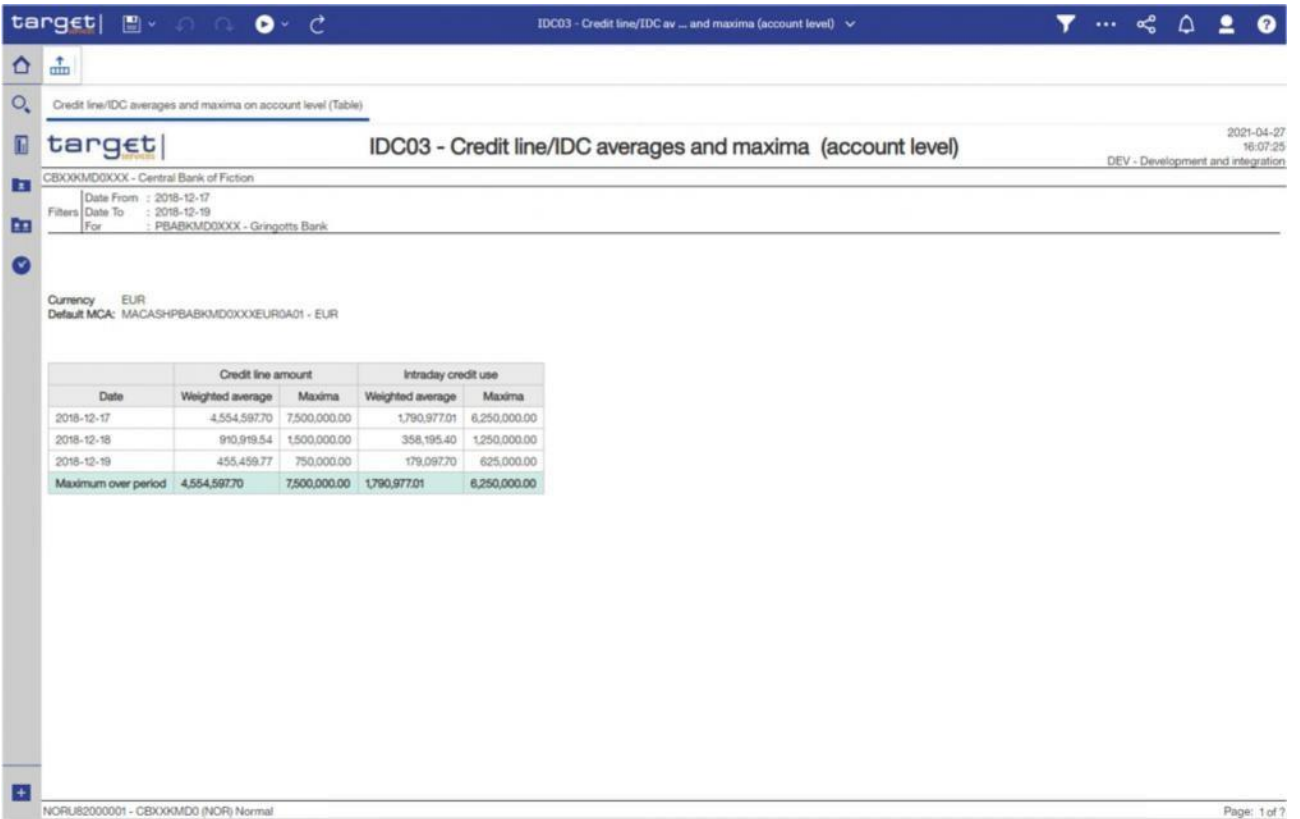 target| IDC03 - Credit line/IDC av ... and maxima (account level)
services
Credit line/IDC averages and maxima on account level (Table)
target| IDC03 - Credit line/IDC averages and maxima (account level) 2021-04-27
services 16:07:25
DEV - Development and integration
CBXXKMD0XXX - Central Bank of Fiction
Date From : 2018-12-17
Filters Date To : 2018-12-19
For : PBABKMD0XXX - Gringotts Bank
Currency EUR
Default MCA: MACASHPBABKMD0XXXEUR0A01 - EUR
Credit line amount Intraday credit use
Date Weighted average Maxima Weighted average Maxima
2018-12-17 4,554,597.70 7,500,000.00 1,790,977.01 6,250,000.00
2018-12-18 910,919.54 1,500,000.00 358,195.40 1,250,000.00
2018-12-19 455,459.77 750,000.00 179,097.70 625,000.00
Maximum over period 4,554,597.70 7,500,000.00 1,790,977.01 6,250,000.00
NORU82000001 - CBXXKMD0 (NOR) Normal Page: 1 of ?